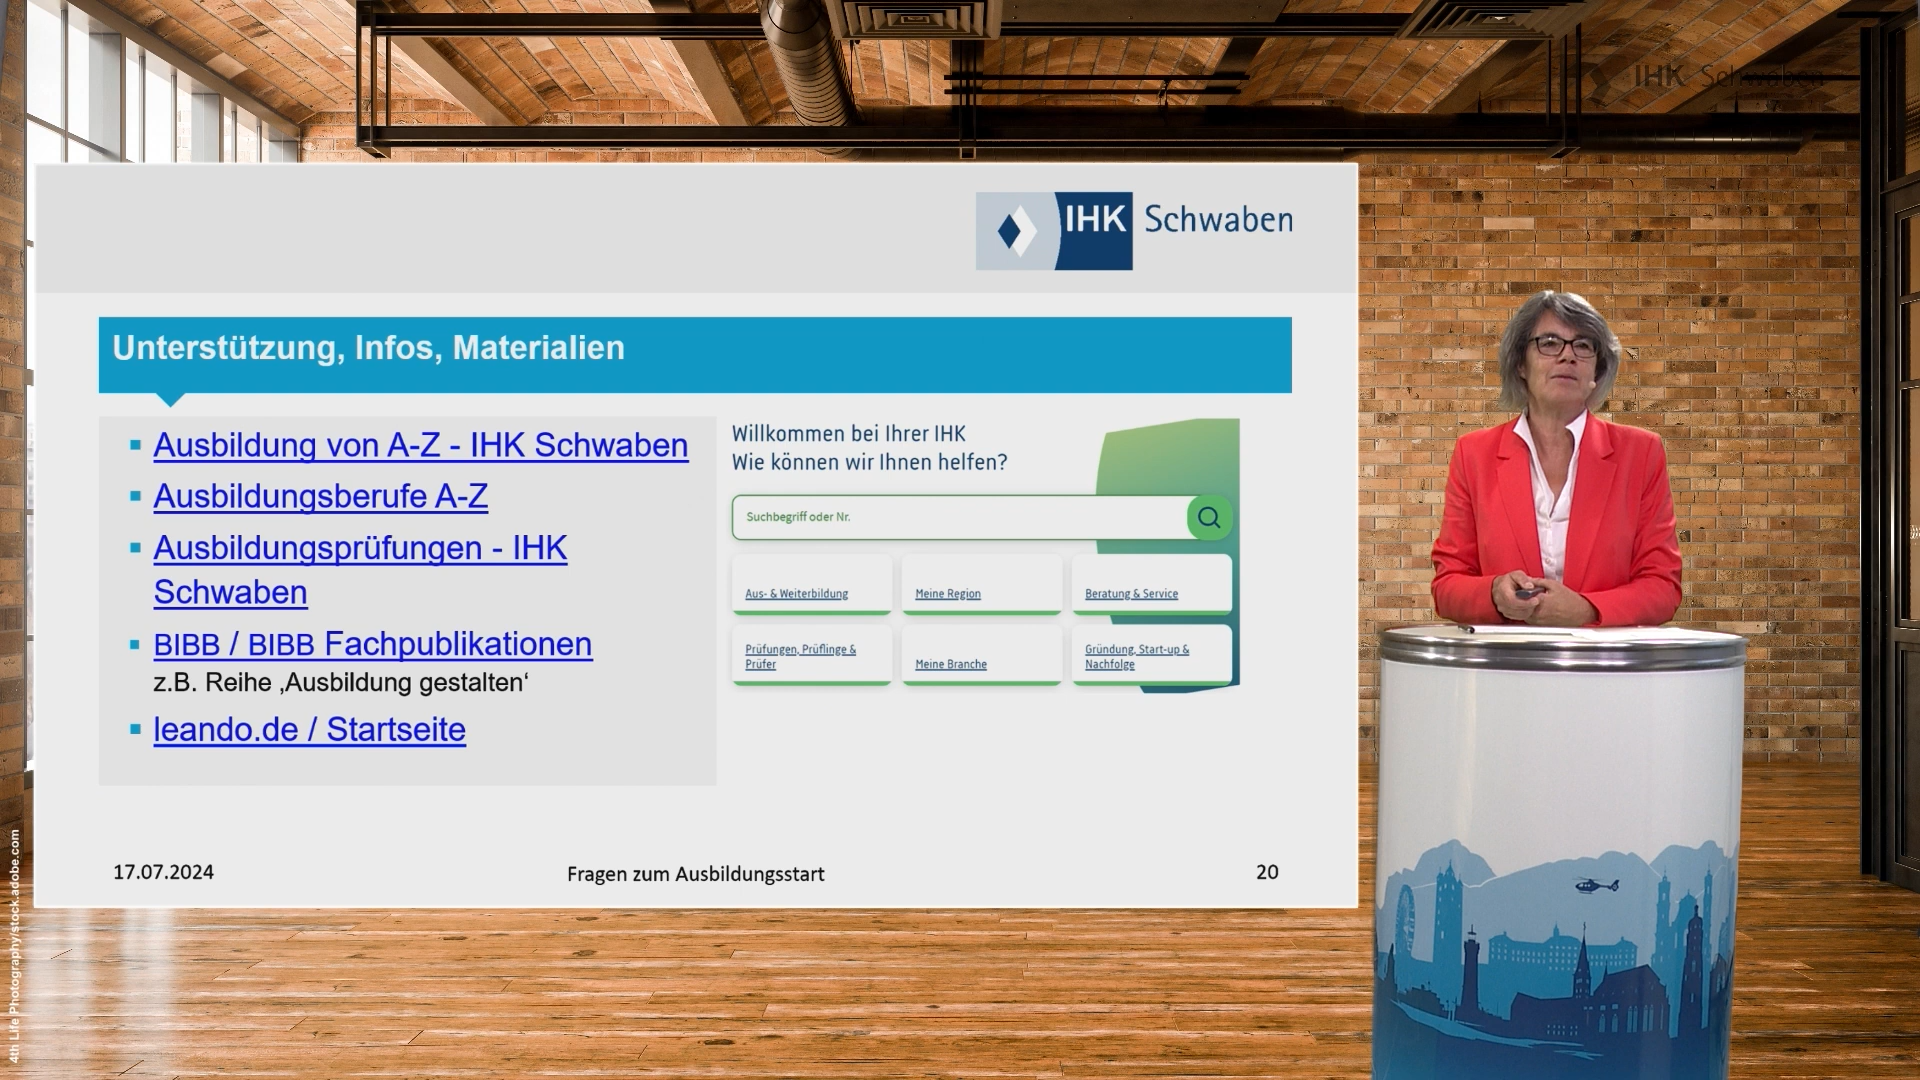 IHK Schwaben
IHK Schwaben
Unterstützung, Infos, Materialien
Ausbildung von A-Z - IHK Schwaben
Ausbildungsberufe A-Z
Ausbildungsprüfungen - IHK
Schwaben
BIBB / BIBB Fachpublikationen
z.B. Reihe ‚Ausbildung gestalten‘
leando.de / Startseite
Willkommen bei Ihrer IHK
Wie können wir Ihnen helfen?
Suchbegriff oder Nr.
Aus- & Weiterbildung
Meine Region
Beratung & Service
Prüfungen, Prüflinge &
Prüfer
Meine Branche
Gründung, Start-up &
Nachfolge
17.07.2024
Fragen zum Ausbildungsstart
20
4th Life Photography/stock.adobe.com